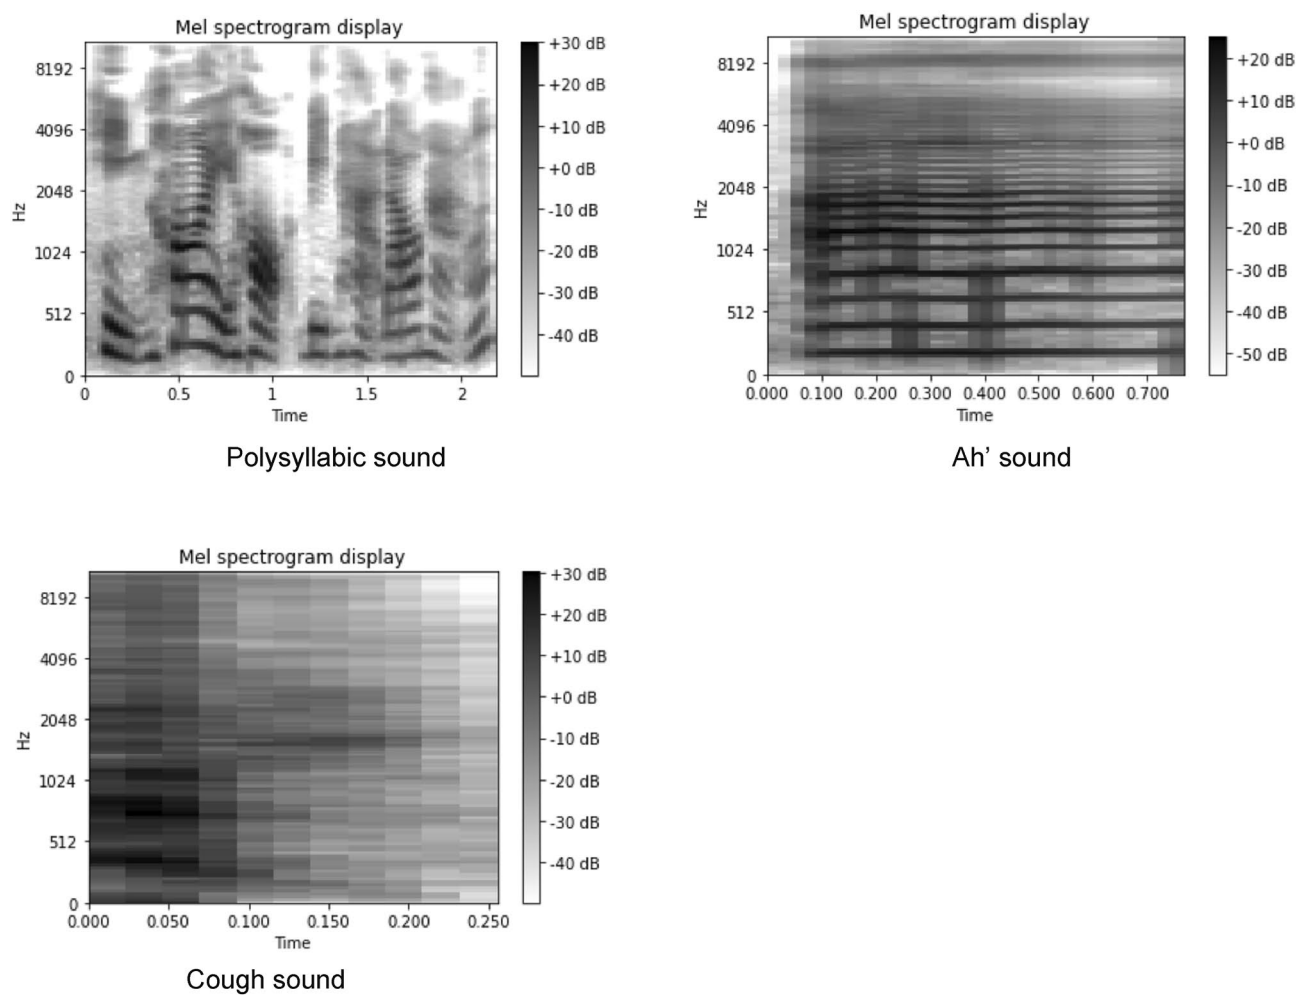 Mel spectrogram display
+30 dB
8192
+20 dB
4096
+10 dB
+0 dB
2048
Hz
-10 dB
1024
-20 dB
-30 dB
512
-40 dB
0
0 0.5 1 1.5 2
Time
Polysyllabic sound
Mel spectrogram display
8192
+20 dB
+10 dB
4096
+0 dB
2048
-10 dB
Hz
-20 dB
1024
-30 dB
512
-40 dB
-50 dB
0
0.000 0.100 0.200 0.300 0.400 0.500 0.600 0.700
Time
Ah’ sound
Mel spectrogram display
+30 dB
8192
+20 dB
4096
+10 dB
+0 dB
2048
Hz
-10 dB
1024
-20 dB
-30 dB
512
-40 dB
0
0.000 0.050 0.100 0.150 0.200 0.250
Time
Cough sound